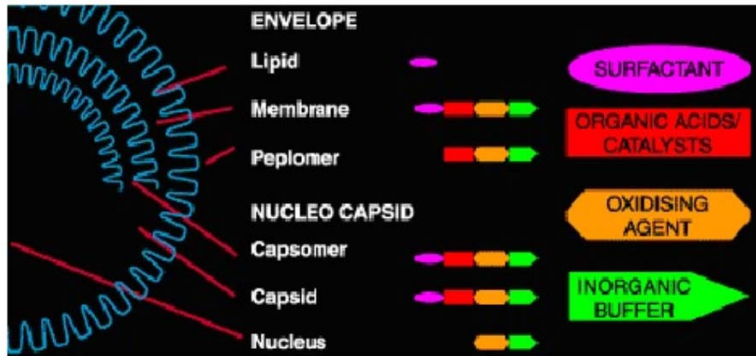 ENVELOPE
Lipid
Membrane
Peplomer
NUCLEO CAPSID
Capsomer
Capsid
Nucleus
SURFACTANT
ORGANIC ACIDS/
CATALYSTS
OXIDISING
AGENT
INORGANIC
BUFFER